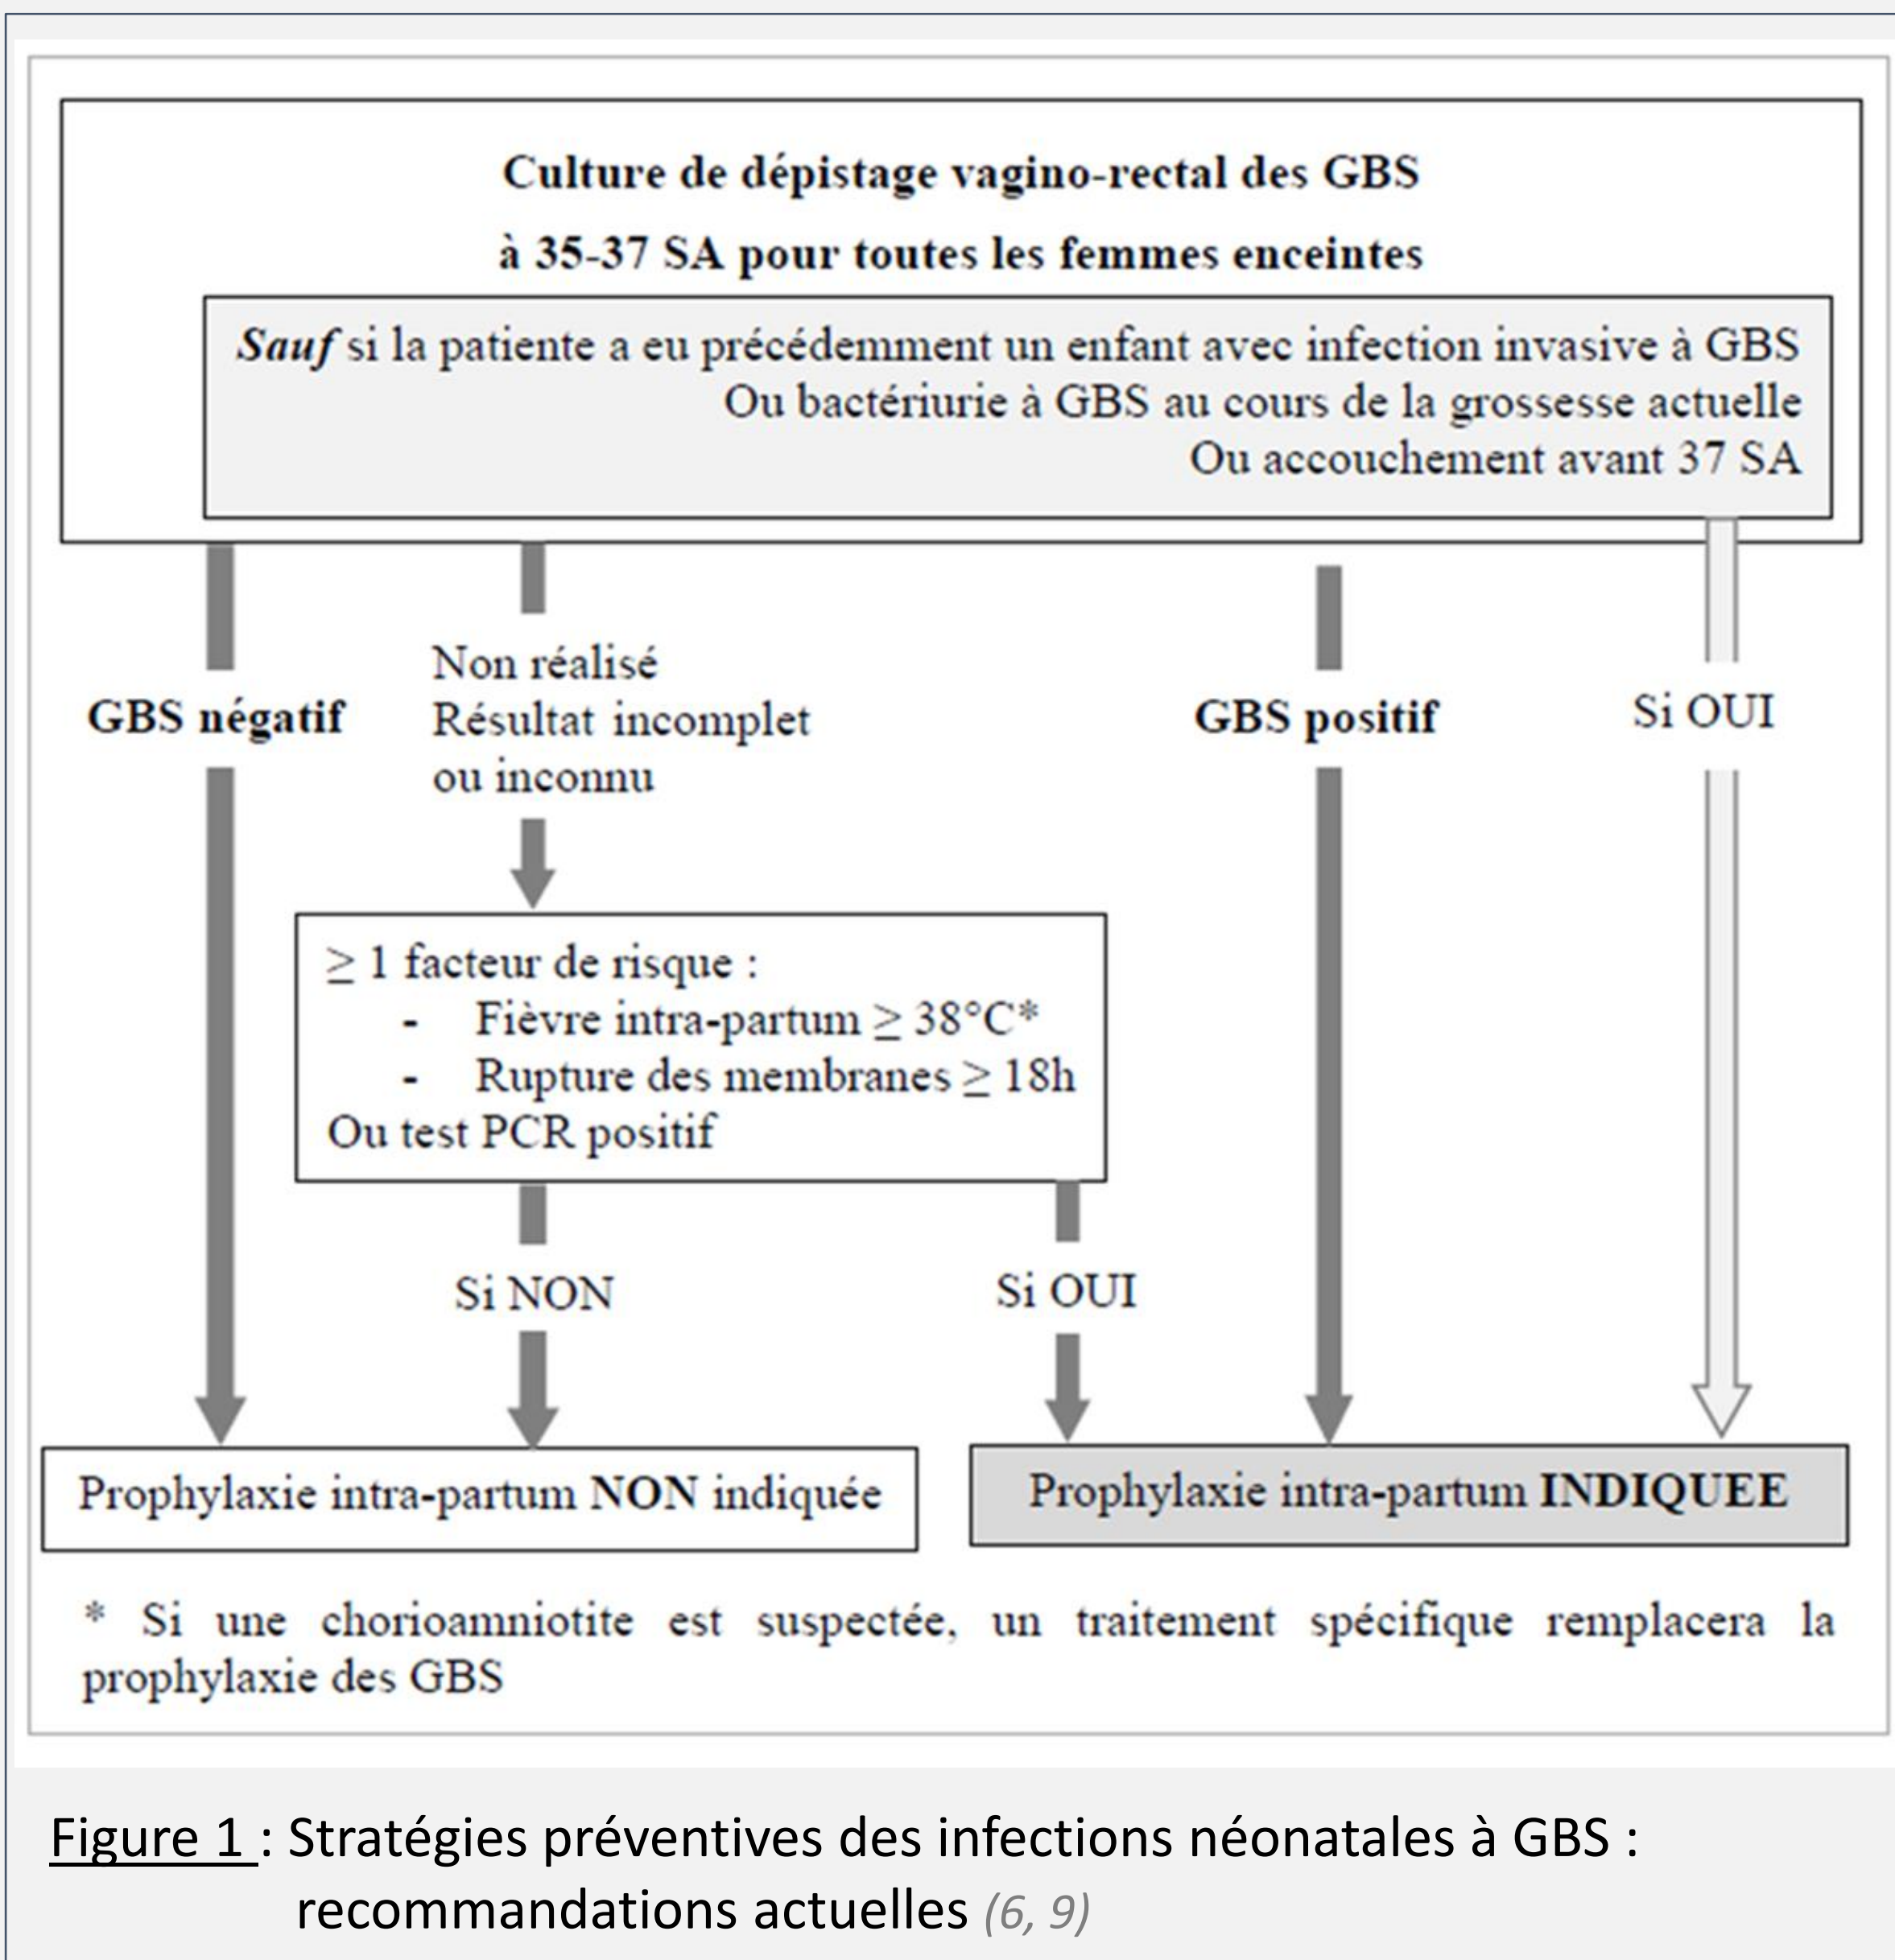 Culture de dépistage vagino-rectal des GBS
à 35-37 SA pour toutes les femmes enceintes
Sauf si la patiente a eu précédemment un enfant avec infection invasive à GBS
Ou bactériurie à GBS au cours de la grossesse actuelle
Ou accouchement avant 37 SA
GBS négatif
Non réalisé
Résultat incomplet
ou inconnu
GBS positif
Si OUI
≥ 1 facteur de risque :
- Fièvre intra-partum ≥ 38°C*
- Rupture des membranes ≥ 18h
Ou test PCR positif
Si NON
Si OUI
Prophylaxie intra-partum NON indiquée
Prophylaxie intra-partum INDIQUEE
* Si une chorioamniotite est suspectée, un traitement spécifique remplacera la
prophylaxie des GBS
Figure 1 : Stratégies préventives des infections néonatales à GBS :
recommandations actuelles (6, 9)